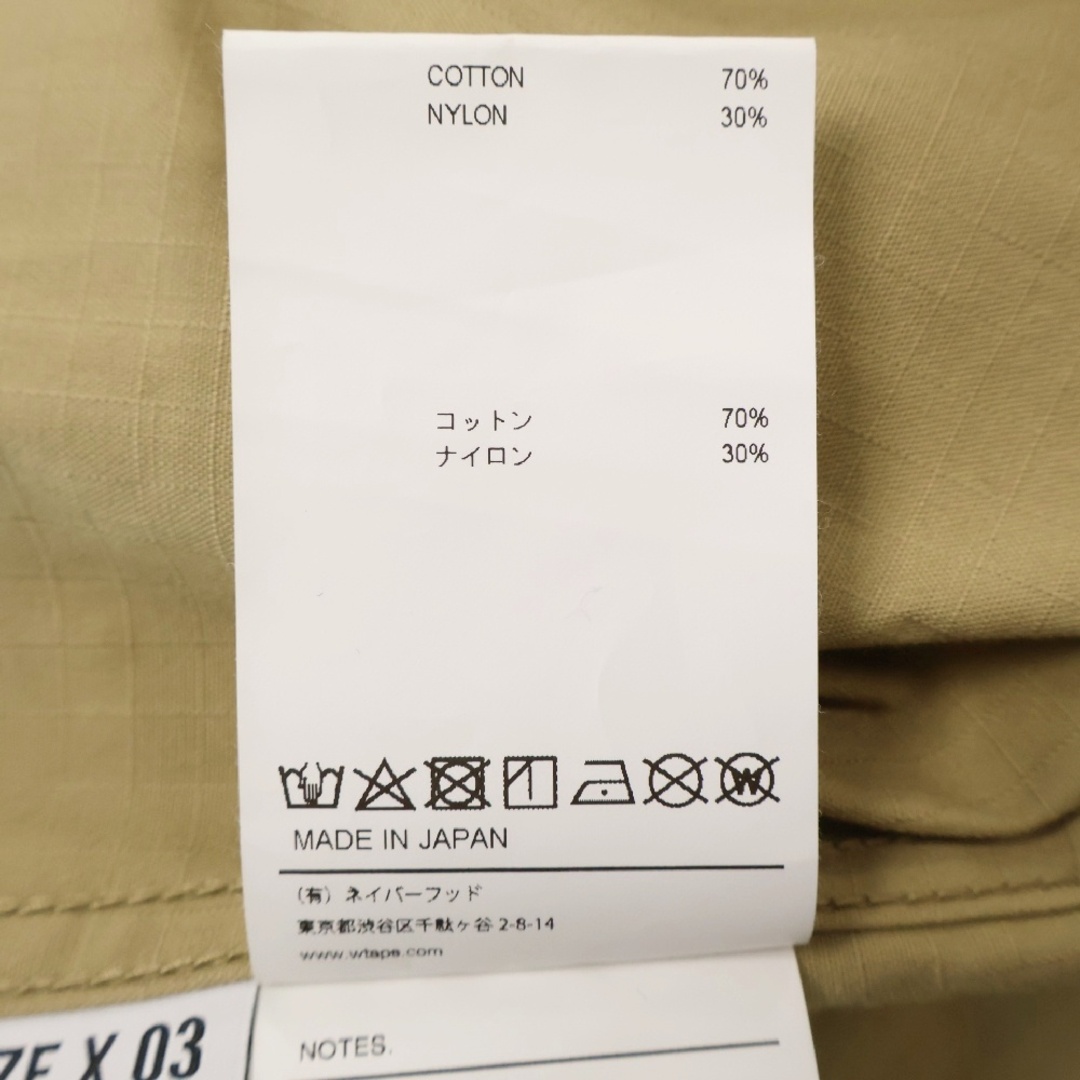 COTTON 70%
NYLON 30%
コットン 70%
ナイロン 30%
W
MADE IN JAPAN
(有) ネイバーフッド
東京都渋谷区千駄ヶ谷 2-8-14
www.wtaps.com
NOTES.
X 03